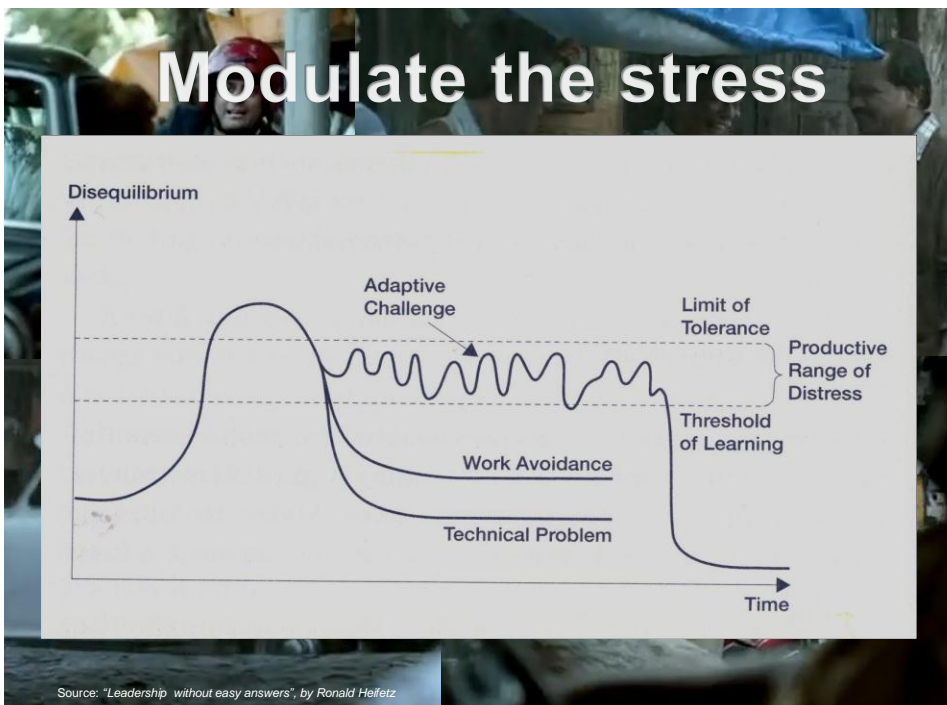 Modulate the stress
Disequilibrium
Adaptive
Challenge
Limit of
Tolerance
Productive
Range of
Distress
Threshold
of Learning
Work Avoidance
Technical Problem
Time
Source: “Leadership without easy answers”, by Ronald Heifetz